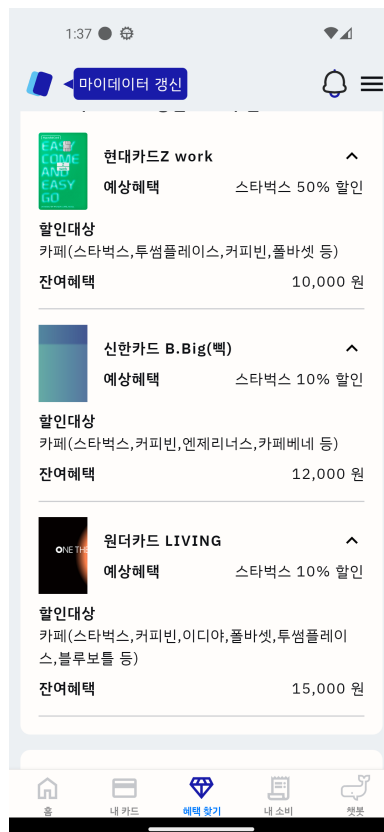 1:37
마이데이터 갱신
EASY
COME
AND
EASY
GO
현대카드Z work
예상혜택 스타벅스 50% 할인
할인대상
카페(스타벅스,투썸플레이스,커피빈,폴바셋 등)
잔여혜택 10,000 원
신한카드 B.Big(삑)
예상혜택 스타벅스 10% 할인
할인대상
카페(스타벅스,커피빈,엔제리너스,카페베네 등)
잔여혜택 12,000 원
ONE THE
원더카드 LIVING
예상혜택 스타벅스 10% 할인
할인대상
카페(스타벅스,커피빈,이디야,폴바셋,투썸플레이
스,블루보틀 등)
잔여혜택 15,000 원
홈 내 카드 혜택 찾기 내 소비 챗봇